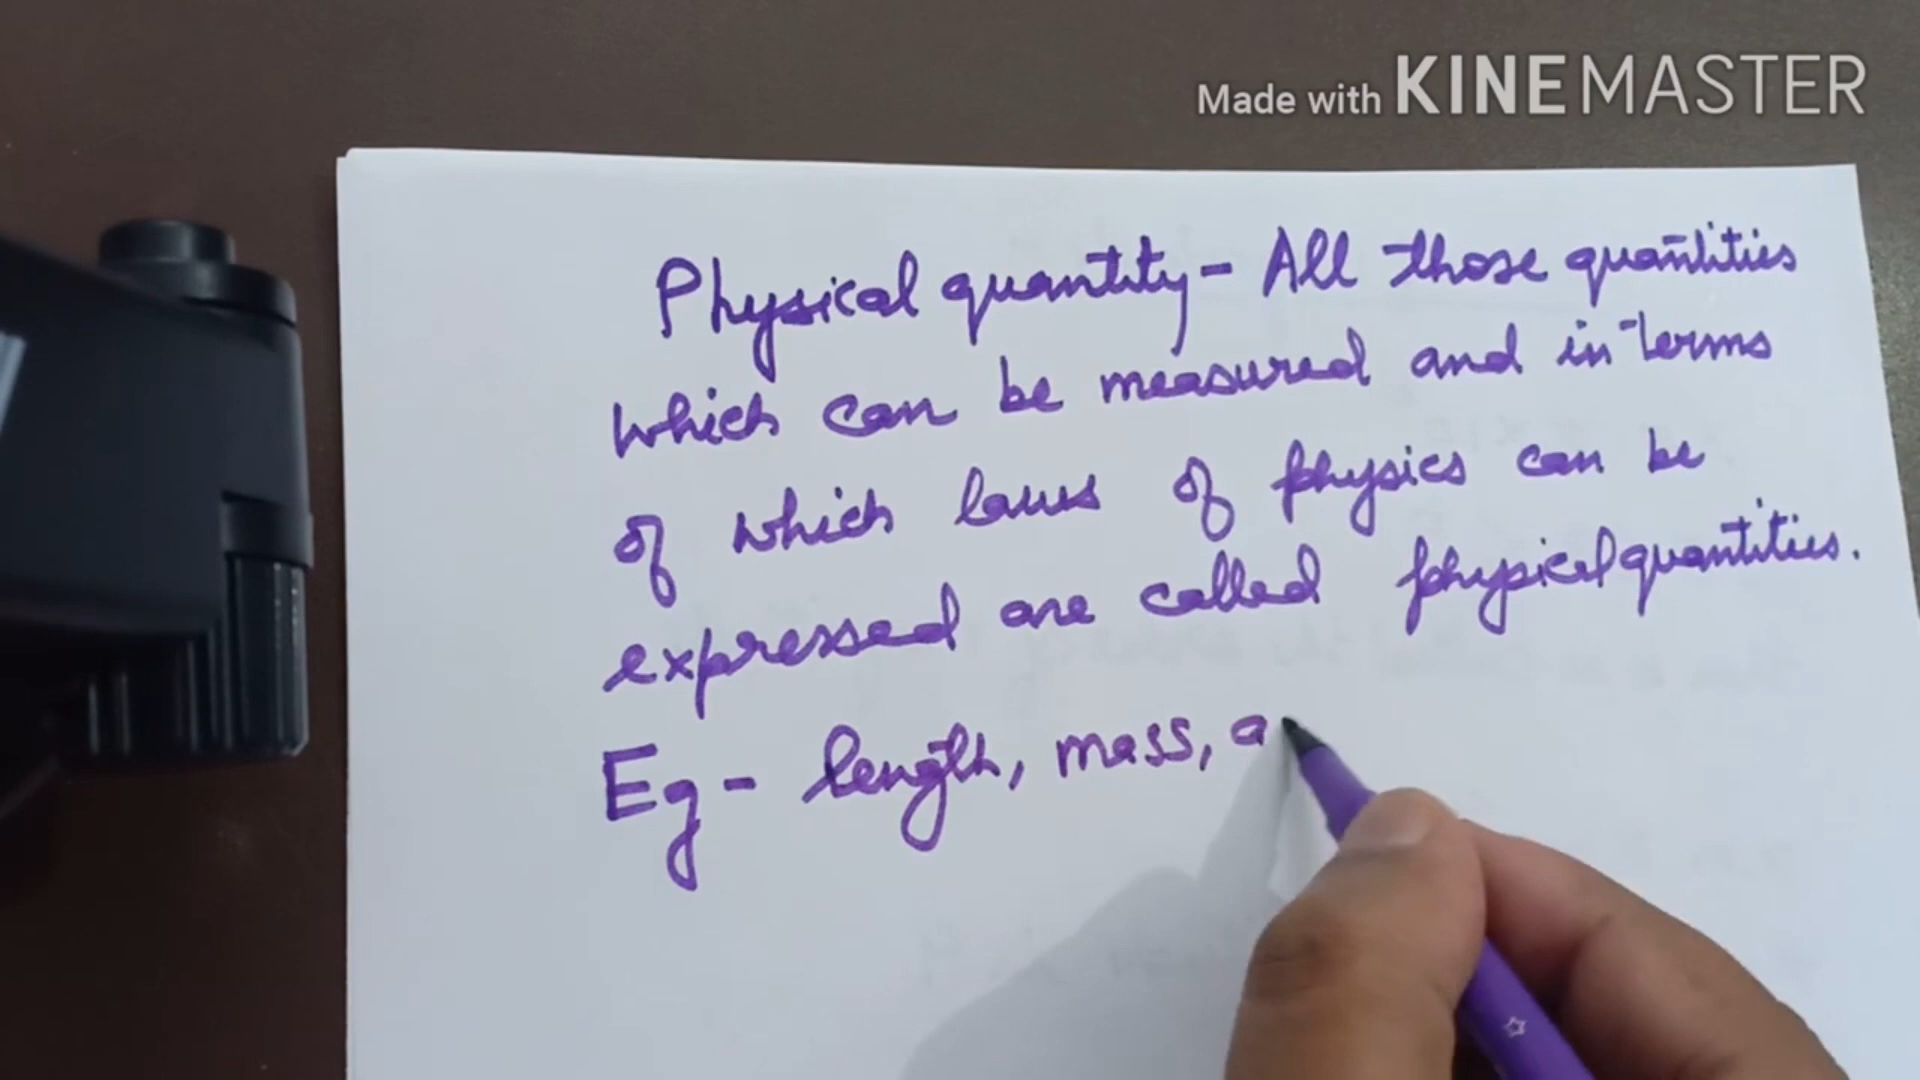 Made with KINEMASTER
Physical quantity - All those quantities
which can be measured and in terms
of which laws of physics can be
expressed are called physical quantities.
Eg - length, mass, a